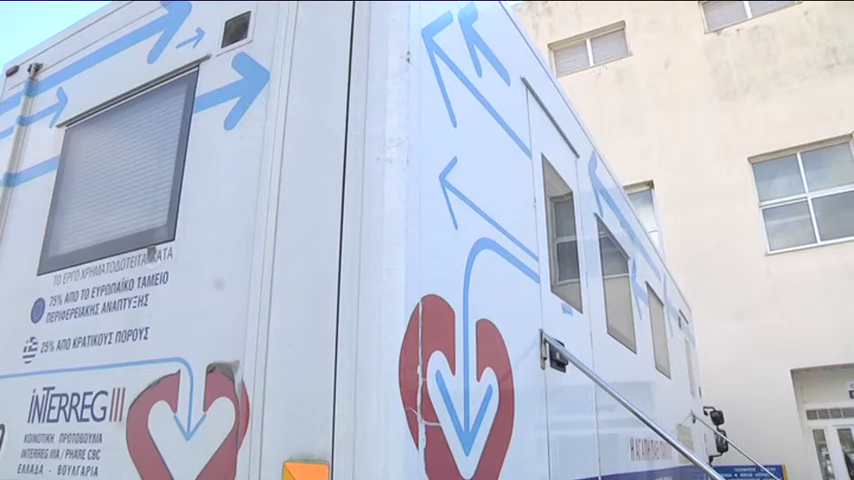 ΤΟ ΕΡΓΟ ΧΡΗΜΑΤΟΔΟΤΕΙΤΑΙ ΚΑΤΑ
75% ΑΠΟ ΤΟ ΕΥΡΩΠΑΪΚΟ ΤΑΜΕΙΟ
ΠΕΡΙΦΕΡΕΙΑΚΗΣ ΑΝΑΠΤΥΞΗΣ
25% ΑΠΟ ΚΡΑΤΙΚΟΥΣ ΠΟΡΟΥΣ
INTERREG III
ΚΟΙΝΟΤΙΚΗ ΠΡΩΤΟΒΟΥΛΙΑ
INTERREG IIIA / PHARE CBC
ΕΛΛΑΔΑ - ΒΟΥΛΓΑΡΙΑ
Η ΑΓΑΠΗ